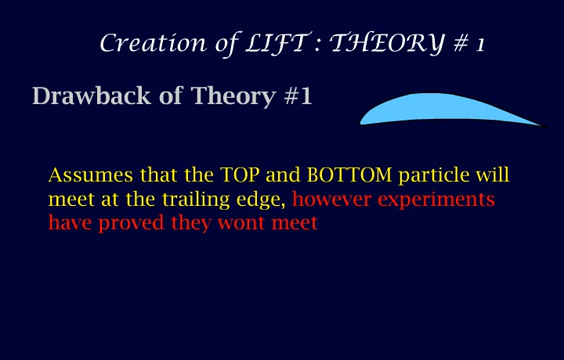 Creation of LIFT : THEORY # 1
Drawback of Theory #1
Assumes that the TOP and BOTTOM particle will
meet at the trailing edge, however experiments
have proved they wont meet